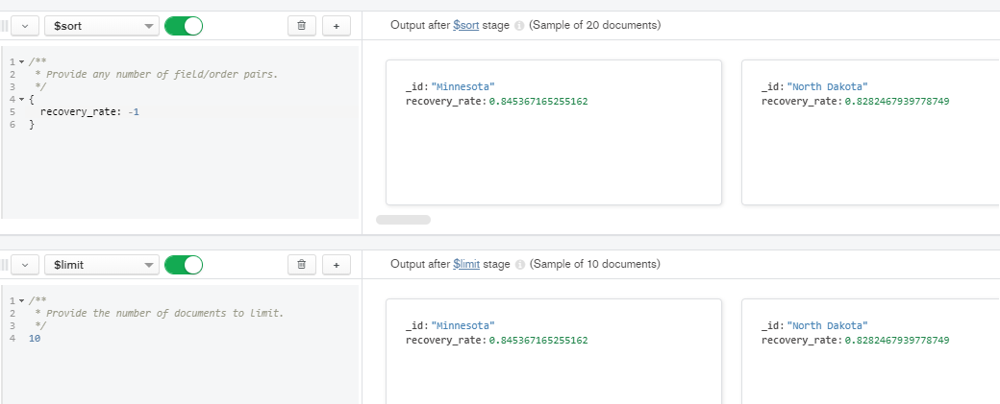 $sort
+
Output after $sort stage (Sample of 20 documents)
1 /**
2 * Provide any number of field/order pairs.
3 */
4 {
5 recovery_rate: -1
6 }
_id: "Minnesota"
recovery_rate: 0.845367165255162
_id: "North Dakota"
recovery_rate: 0.8282467939778749
$limit
+
Output after $limit stage (Sample of 10 documents)
1 /**
2 * Provide the number of documents to limit.
3 */
4 10
_id: "Minnesota"
recovery_rate: 0.845367165255162
_id: "North Dakota"
recovery_rate: 0.8282467939778749